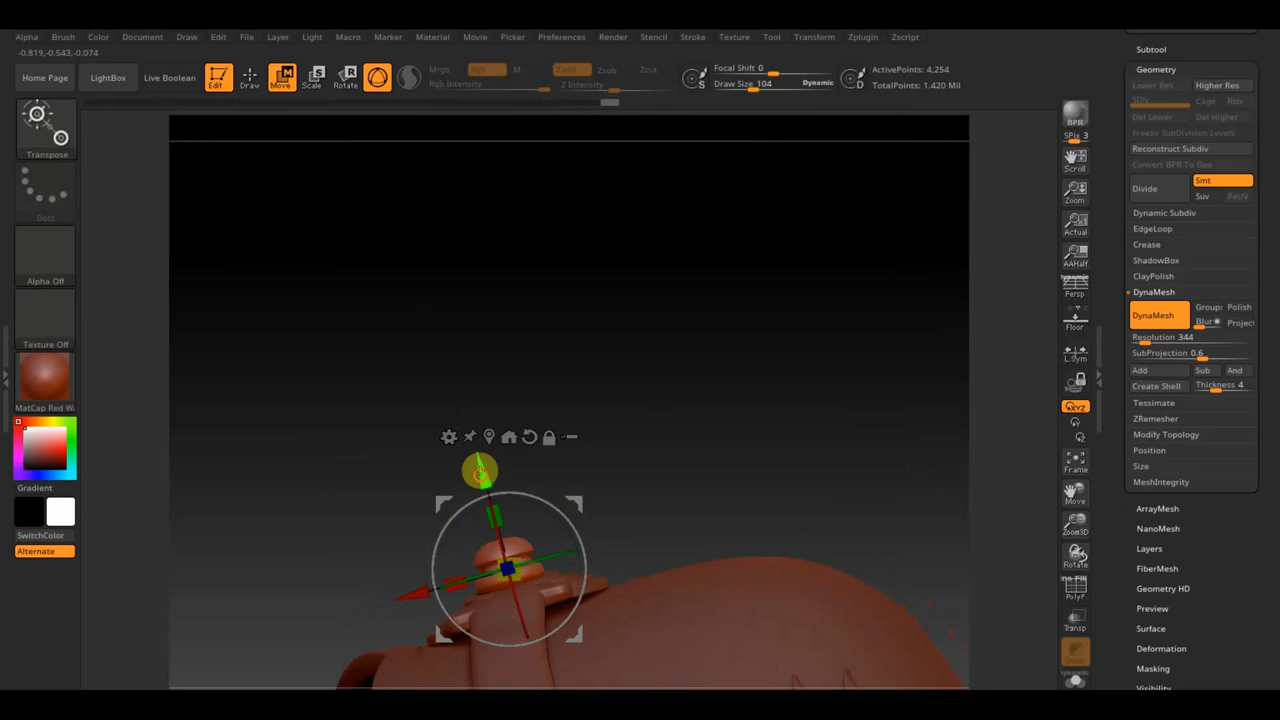 Alpha Brush Color Document Draw Edit File Layer Light Macro Marker Material Movie Picker Preferences Render Stencil Stroke Texture Tool Transform Zplugin Zscript
-0.819,-0.543,-0.074
Home Page LightBox Live Boolean Edit Draw Move Scale Rotate
Mrgb Rgb M Zadd Zsub Zcut
Rgb Intensity Z Intensity
Focal Shift 0
Draw Size 104 Dynamic
ActivePoints: 4,254
TotalPoints: 1.420 Mil
Transpose
Dots
Alpha Off
Texture Off
MatCap Red Wa
Gradient
SwitchColor
Alternate
BPR
SPix 3
Scroll
Zoom
Actual
AAHalf
Dynamic
Persp
Floor
L.Sym
XYZ
Frame
Move
Zoom3D
Rotate
PolyF
Transp
Dynamic
Subtool
Geometry
Lower Res Higher Res
SDiv Cage Rstr
Del Lower Del Higher
Freeze SubDivision Levels
Reconstruct Subdiv
Convert BPR To Geo
Divide Smt
Suv ReUV
Dynamic Subdiv
EdgeLoop
Crease
ShadowBox
ClayPolish
DynaMesh
DynaMesh Groups Polish
Blur Project
Resolution 344
SubProjection 0.6
Add Sub And
Create Shell Thickness 4
Tessimate
ZRemesher
Modify Topology
Position
Size
MeshIntegrity
ArrayMesh
NanoMesh
Layers
FiberMesh
Geometry HD
Preview
Surface
Deformation
Masking
Visibility